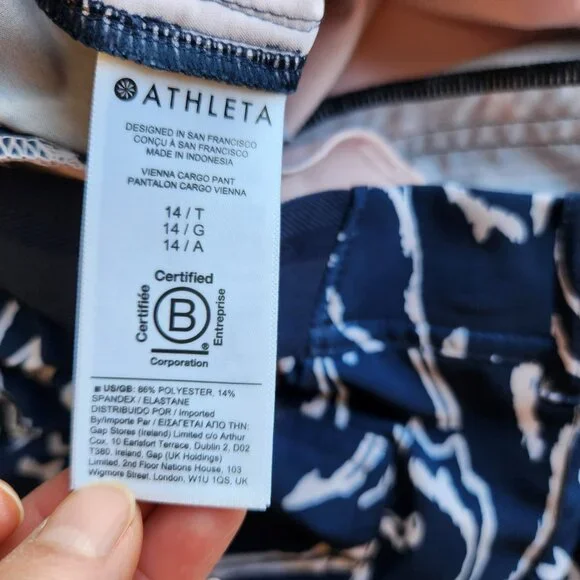 ATHLETA
DESIGNED IN SAN FRANCISCO
CONÇU À SAN FRANCISCO
MADE IN INDONESIA
VIENNA CARGO PANT
PANTALON CARGO VIENNA
14 / T
14 / G
14 / A
Certified
Certifiée
B
Entreprise
®
Corporation
US/GB: 86% POLYESTER, 14%
SPANDEX / ELASTANE
DISTRIBUIDO POR / Imported
By/Importe Par / ΕΙΣΑΓΕΤΑΙ ΑΠΟ ΤΗΝ:
Gap Stores (Ireland) Limited c/o Arthur
Cox, 10 Earlsfort Terrace, Dublin 2, D02
T380, Ireland, Gap (UK Holdings)
Limited, 2nd Floor Nations House, 103
Wigmore Street, London, W1U 1QS, UK